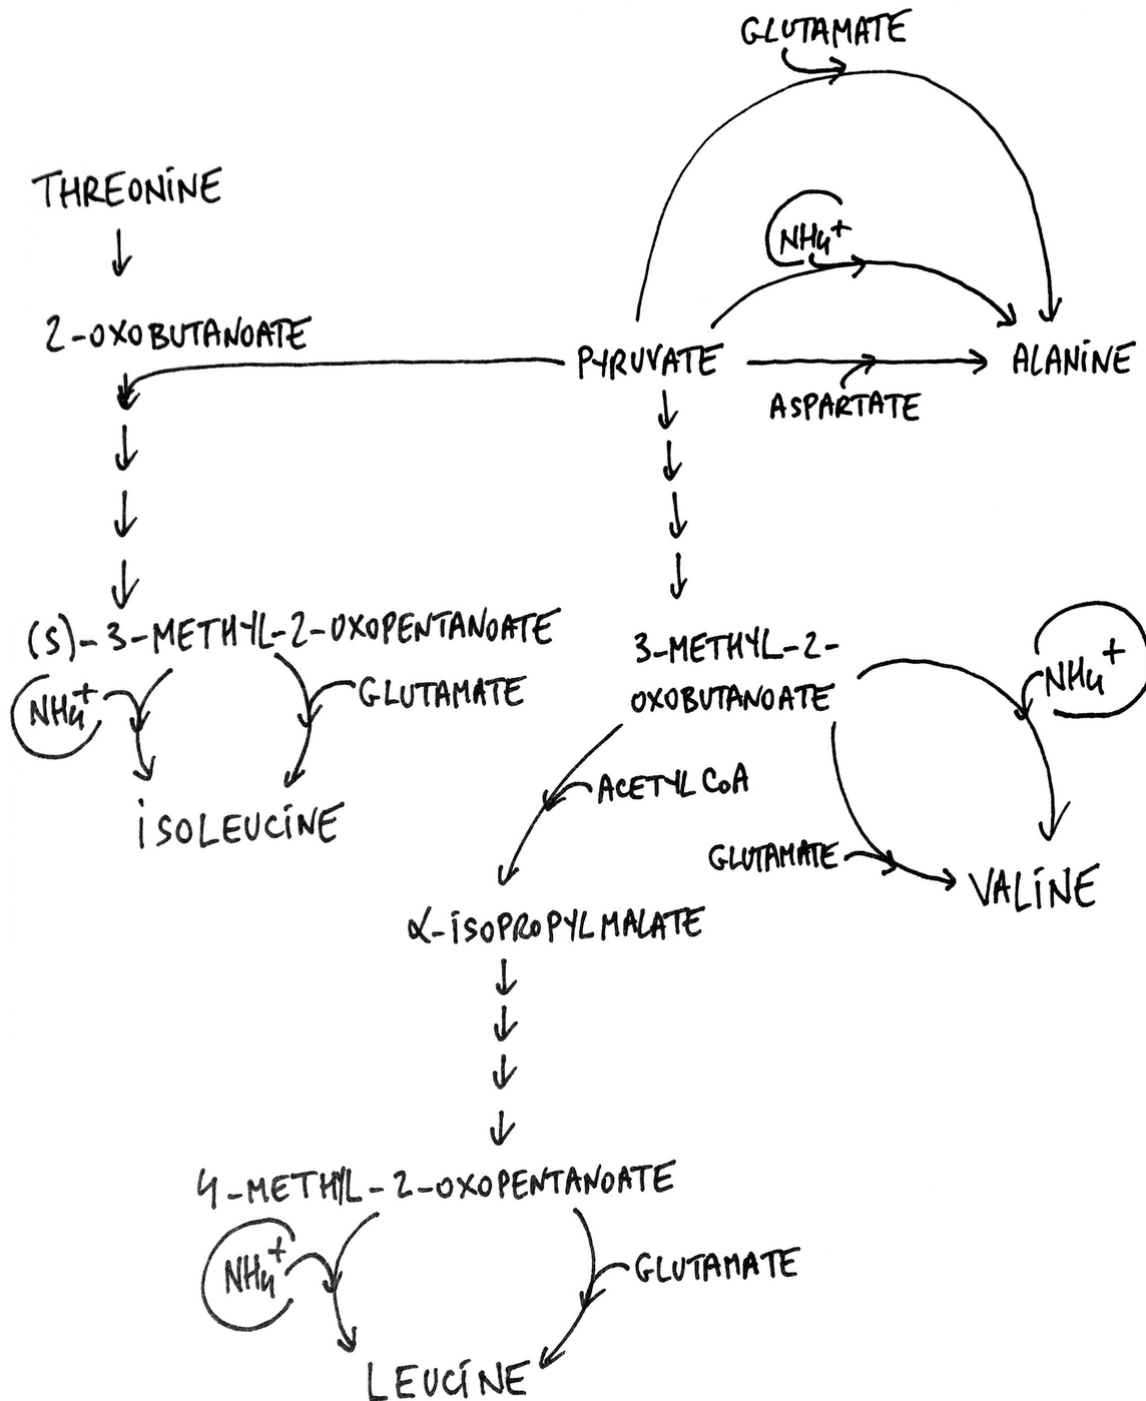 GLUTAMATE
THREONINE
NH4+
2-OXOBUTANOATE
PYRUVATE
ALANINE
ASPARTATE
(S)-3-METHYL-2-OXOPENTANOATE
3-METHYL-2-
OXOBUTANOATE
NH4+
NH4+
GLUTAMATE
ISOLEUCINE
ACETYL CoA
GLUTAMATE
VALINE
α-ISOPROPYLMALATE
4-METHYL-2-OXOPENTANOATE
NH4+
GLUTAMATE
LEUCINE